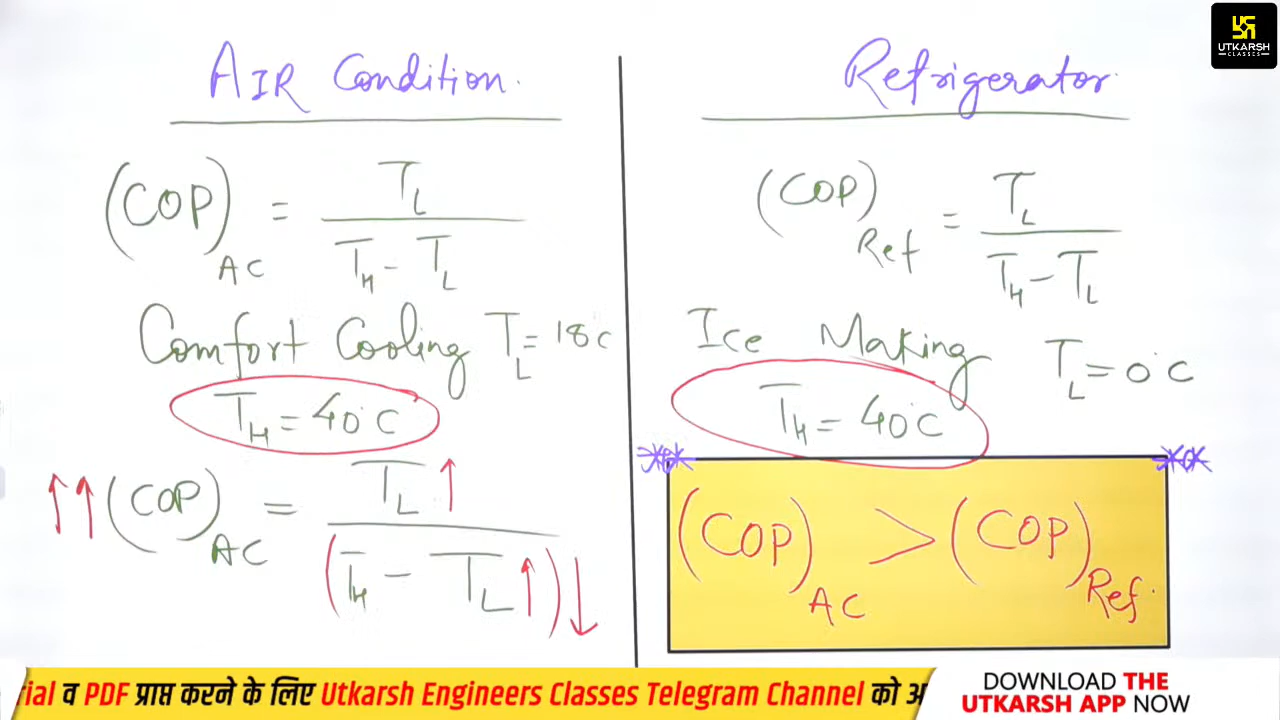 UTKARSH
CLASSES
AIR Condition.
(COP)AC = TL / TH - TL
Comfort Cooling TL = 18c
TH = 40°C
(COP)AC = TL↑ / (TH - TL↑)↓
Refrigerator
(COP)Ref = TL / TH - TL
Ice Making TL = 0°C
TH = 40°C
(COP)AC > (COP)Ref.
rial व PDF प्राप्त करने के लिए Utkarsh Engineers Classes Telegram Channel को
DOWNLOAD THE
UTKARSH APP NOW